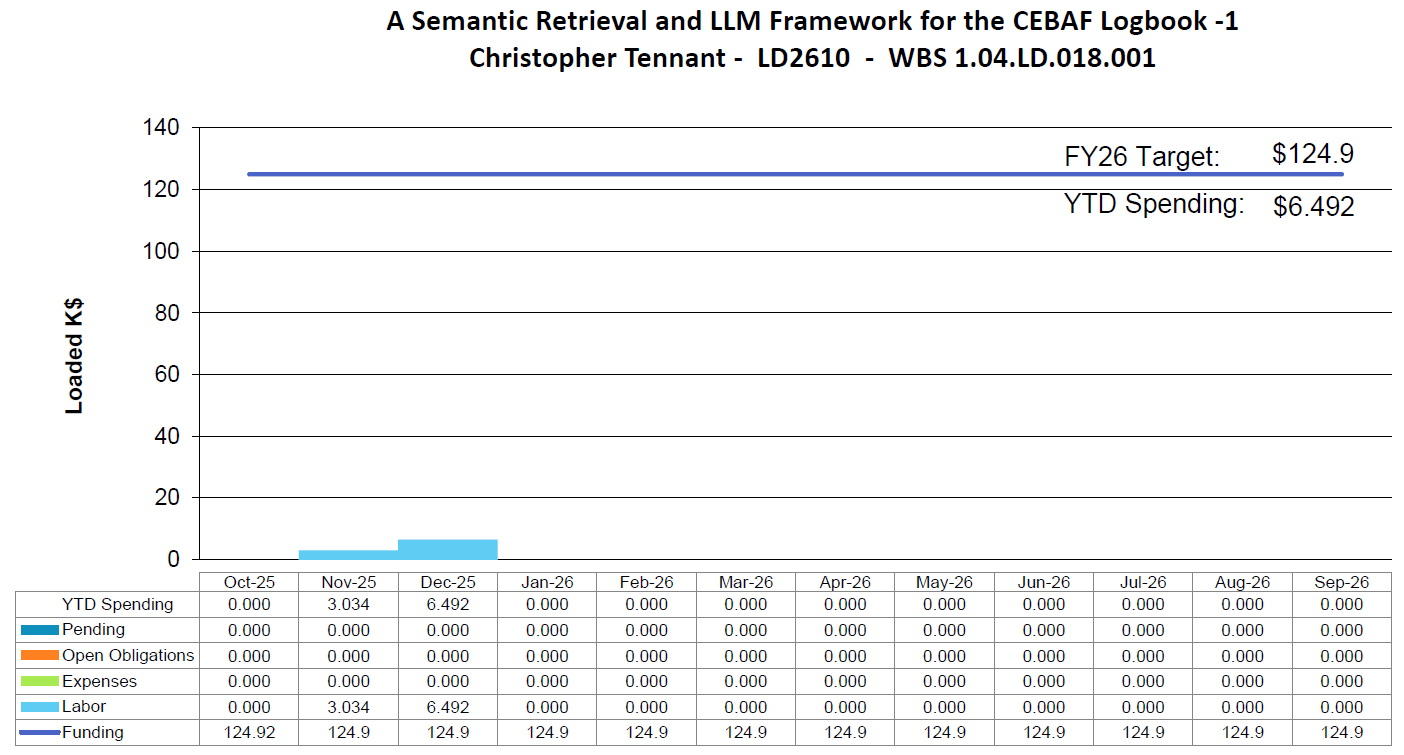 A Semantic Retrieval and LLM Framework for the CEBAF Logbook -1
Christopher Tennant - LD2610 - WBS 1.04.LD.018.001
FY26 Target: $124.9
YTD Spending: $6.492
Loaded K$
140
120
100
80
60
40
20
0
Oct-25 Nov-25 Dec-25 Jan-26 Feb-26 Mar-26 Apr-26 May-26 Jun-26 Jul-26 Aug-26 Sep-26
YTD Spending 0.000 3.034 6.492 0.000 0.000 0.000 0.000 0.000 0.000 0.000 0.000 0.000
Pending 0.000 0.000 0.000 0.000 0.000 0.000 0.000 0.000 0.000 0.000 0.000 0.000
Open Obligations 0.000 0.000 0.000 0.000 0.000 0.000 0.000 0.000 0.000 0.000 0.000 0.000
Expenses 0.000 0.000 0.000 0.000 0.000 0.000 0.000 0.000 0.000 0.000 0.000 0.000
Labor 0.000 3.034 6.492 0.000 0.000 0.000 0.000 0.000 0.000 0.000 0.000 0.000
Funding 124.92 124.9 124.9 124.9 124.9 124.9 124.9 124.9 124.9 124.9 124.9 124.9